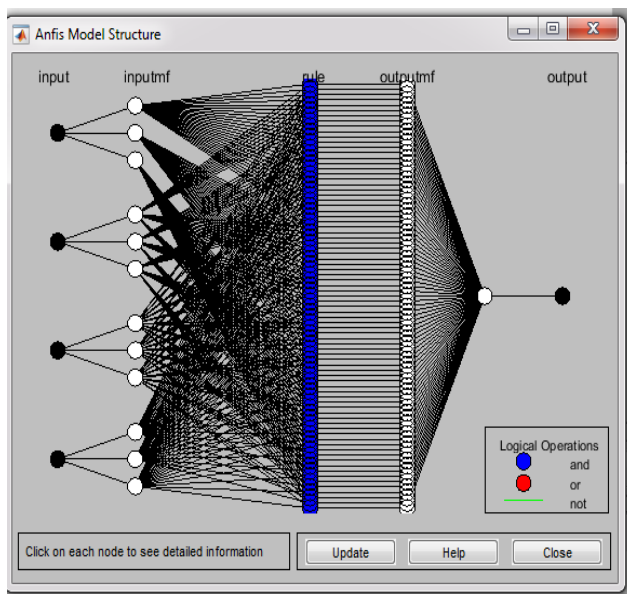 Anfis Model Structure
input inputmf rule outputmf output
Logical Operations
and
or
not
Click on each node to see detailed information
Update Help Close